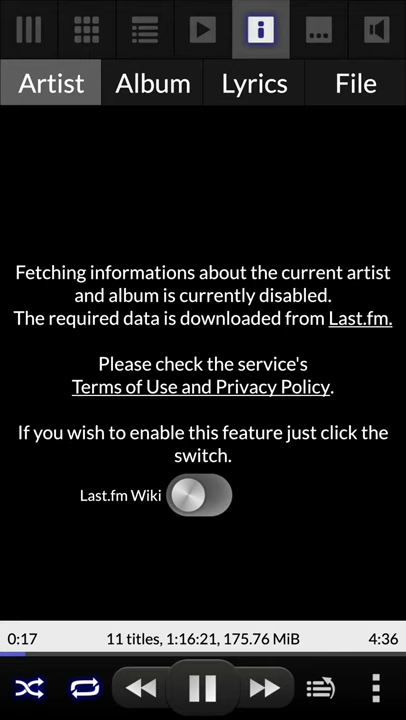 Artist Album Lyrics File
Fetching informations about the current artist
and album is currently disabled.
The required data is downloaded from Last.fm.
Please check the service's
Terms of Use and Privacy Policy.
If you wish to enable this feature just click the
switch.
Last.fm Wiki
0:17 11 titles, 1:16:21, 175.76 MiB 4:36